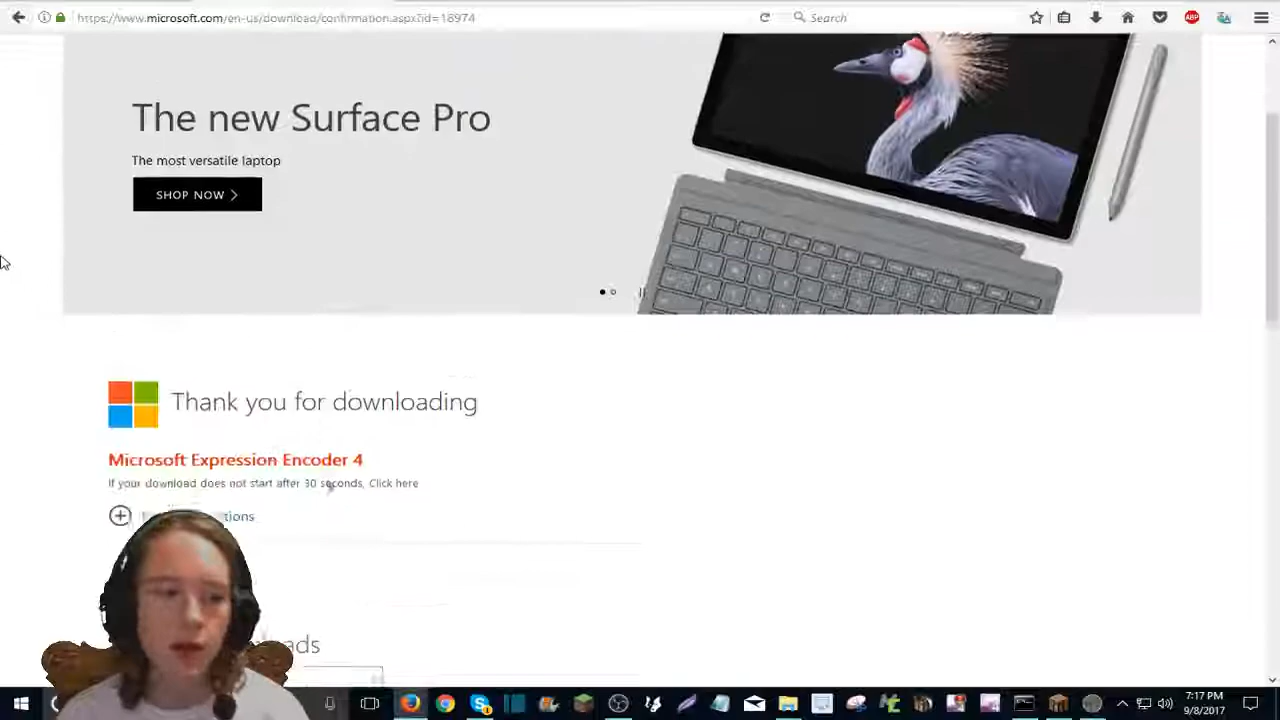 https://www.microsoft.com/en-us/download/confirmation.aspx?id=18974
Search
ABP
The new Surface Pro
The most versatile laptop
SHOP NOW
Thank you for downloading
Microsoft Expression Encoder 4
If your download does not start after 30 seconds, Click here
7:17 PM
9/8/2017